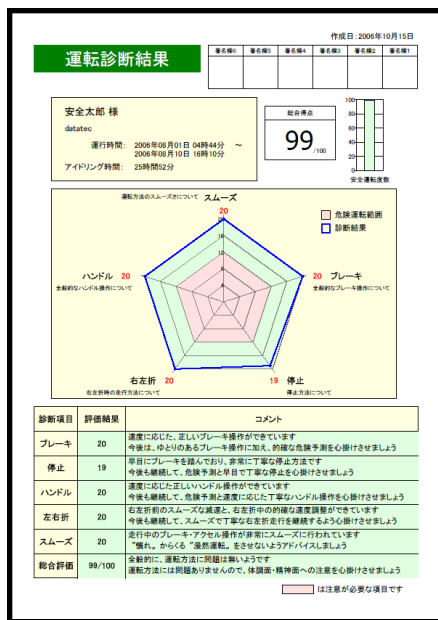 作成日:2006年10月15日
運転診断結果
署名欄6 署名欄5 署名欄4 署名欄3 署名欄2 署名欄1
安全太郎 様
datatec
運行時間: 2006年08月01日 04時44分 ～
2006年08月10日 16時10分
アイドリング時間: 25時間52分
総合得点
99/100
100
80
60
40
20
0
安全運転度数
運転方法のスムーズさについて スムーズ
20
危険運転範囲
診断結果
20
16
12
8
4
ハンドル 20
全般的なハンドル操作について
20 ブレーキ
全般的なブレーキ操作について
右左折 20
右左折時の走行方法について
19 停止
停止方法について
診断項目 評価結果 コメント
ブレーキ 20 速度に応じた、正しいブレーキ操作ができています
今後は、ゆとりのあるブレーキ操作に加え、的確な危険予測を心掛けさせましょう
停止 19 早目にブレーキを踏んでおり、非常に丁寧な停止方法です
今後も継続して、危険予測と早目で丁寧な停止を心掛けさせましょう
ハンドル 20 速度に応じた正しいハンドル操作ができています
今後も継続して、危険予測と速度に応じた丁寧なハンドル操作を心掛けさせましょう
左右折 20 右左折前のスムーズな減速と、右左折中の的確な速度調整ができています
今後も継続して、スムーズで丁寧な右左折走行を継続するよう心掛けさせましょう
スムーズ 20 走行中のブレーキ・アクセル操作が非常にスムーズに行われています
“慣れ”からくる“漫然運転”をさせないようアドバイスしましょう
総合評価 99/100 全般的に、運転方法に問題は無いようです
運転方法には問題ありませんので、体調面・精神面への注意を心掛けさせましょう
は注意が必要な項目です